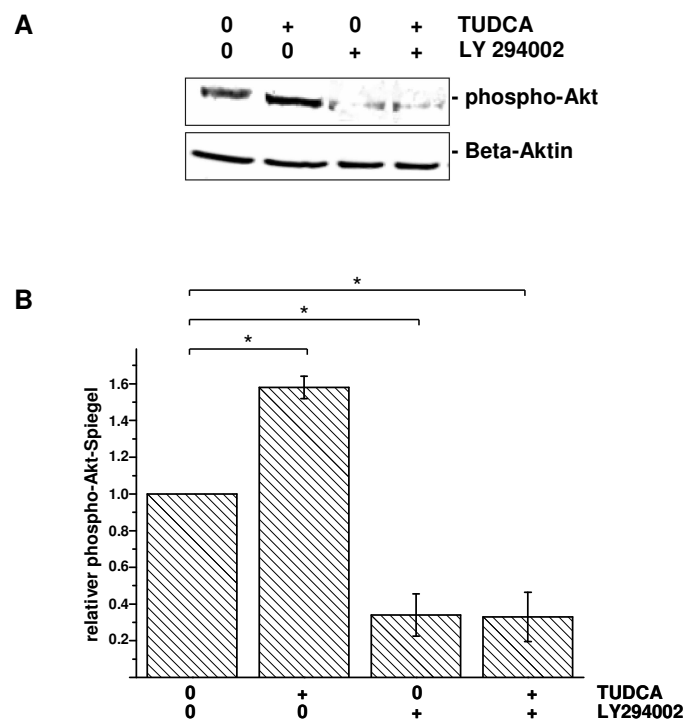 A
0 + 0 + TUDCA
0 0 + + LY 294002
- phospho-Akt
- Beta-Aktin
B
*
*
*
relativer phospho-Akt-Spiegel
1.6
1.4
1.2
1.0
0.8
0.6
0.4
0.2
0 + 0 + TUDCA
0 0 + + LY294002